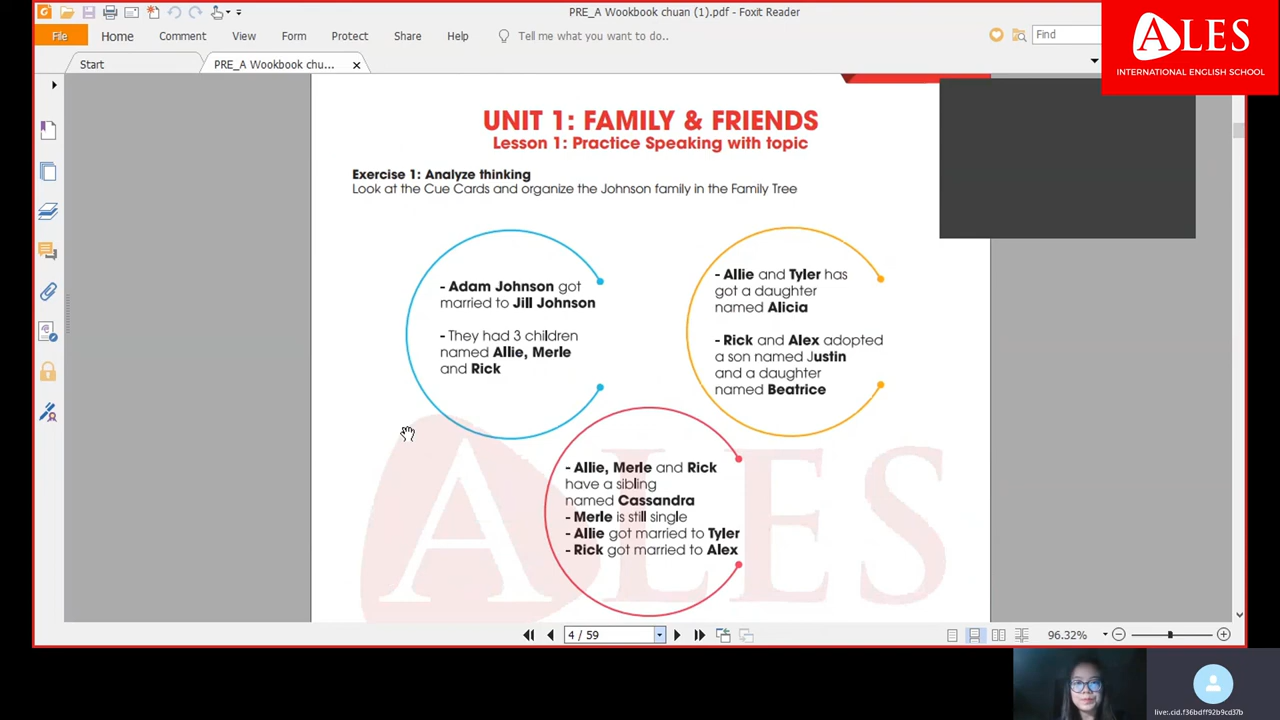 PRE_A Wookbook chuan (1).pdf - Foxit Reader
File Home Comment View Form Protect Share Help Tell me what you want to do.. Find
ALES
INTERNATIONAL ENGLISH SCHOOL
Start PRE_A Wookbook chu...
UNIT 1: FAMILY & FRIENDS
Lesson 1: Practice Speaking with topic
Exercise 1: Analyze thinking
Look at the Cue Cards and organize the Johnson family in the Family Tree
- Adam Johnson got
married to Jill Johnson
- They had 3 children
named Allie, Merle
and Rick
- Allie and Tyler has
got a daughter
named Alicia
- Rick and Alex adopted
a son named Justin
and a daughter
named Beatrice
- Allie, Merle and Rick
have a sibling
named Cassandra
- Merle is still single
- Allie got married to Tyler
- Rick got married to Alex
ALES
4 / 59
96.32%
live:.cid.f36bdff92b9cd37b